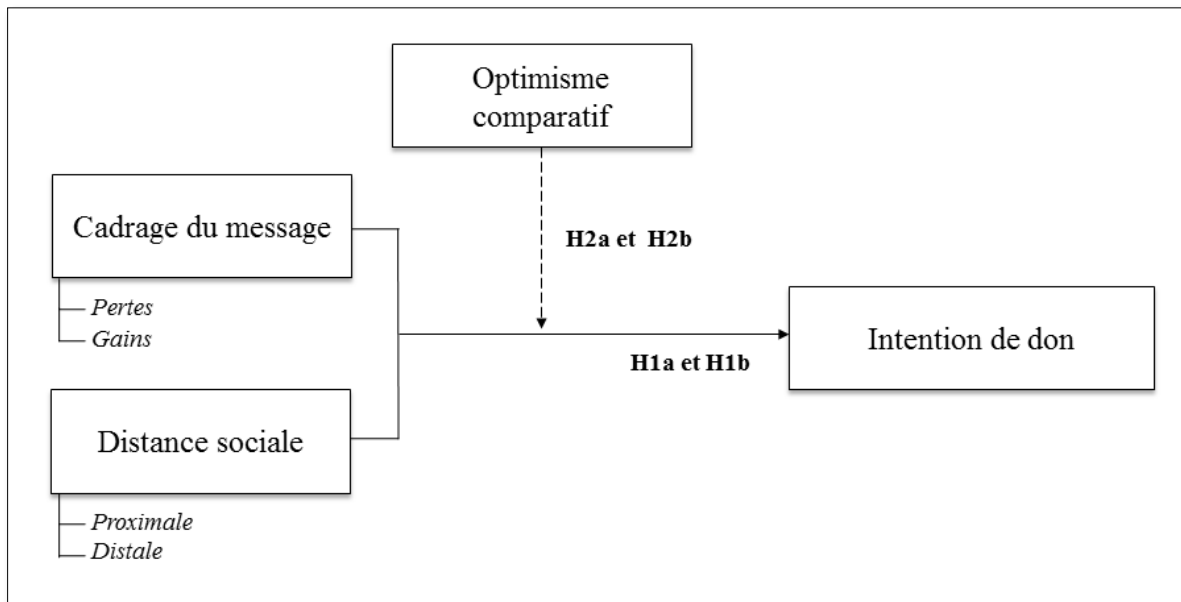 Optimisme
comparatif
Cadrage du message
Pertes
Gains
H2a et H2b
H1a et H1b
Intention de don
Distance sociale
Proximale
Distale